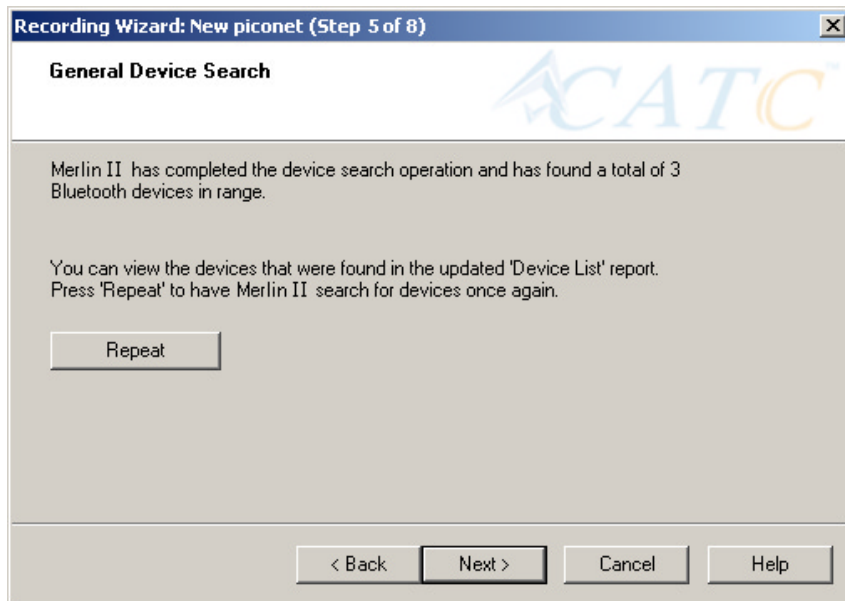 Recording Wizard: New piconet (Step 5 of 8)
General Device Search
CATC
Merlin II has completed the device search operation and has found a total of 3
Bluetooth devices in range.
You can view the devices that were found in the updated 'Device List' report.
Press 'Repeat' to have Merlin II search for devices once again.
Repeat
< Back
Next >
Cancel
Help